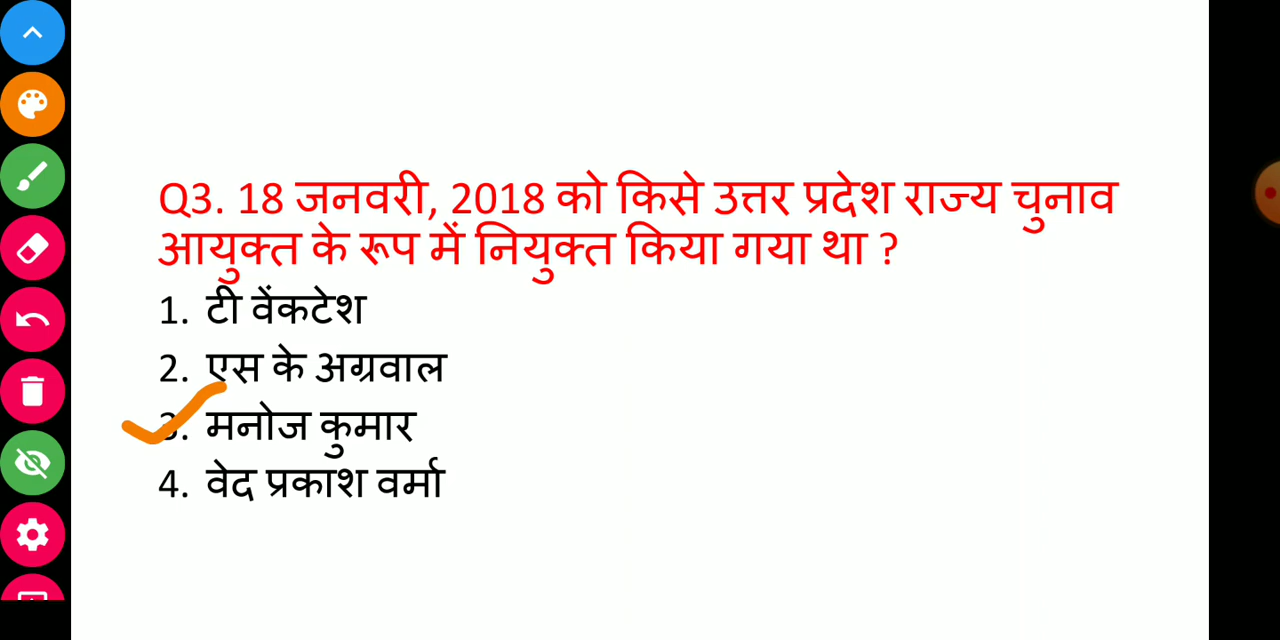 Q3. 18 जनवरी, 2018 को किसे उत्तर प्रदेश राज्य चुनाव
आयुक्त के रूप में नियुक्त किया गया था ?
1. टी वेंकटेश
2. एस के अग्रवाल
3. मनोज कुमार
4. वेद प्रकाश वर्मा